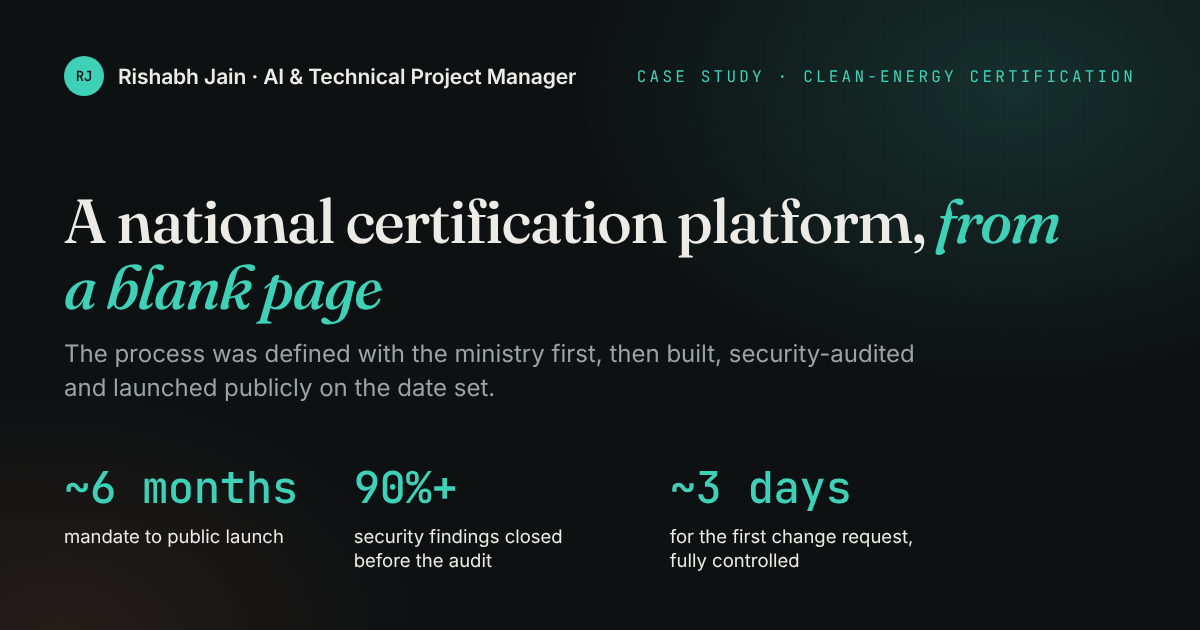 RJ
Rishabh Jain · AI & Technical Project Manager
CASE STUDY · CLEAN-ENERGY CERTIFICATION
A national certification platform, from
a blank page
The process was defined with the ministry first, then built, security-audited
and launched publicly on the date set.
~6 months
mandate to public launch
90%+
security findings closed
before the audit
~3 days
for the first change request,
fully controlled